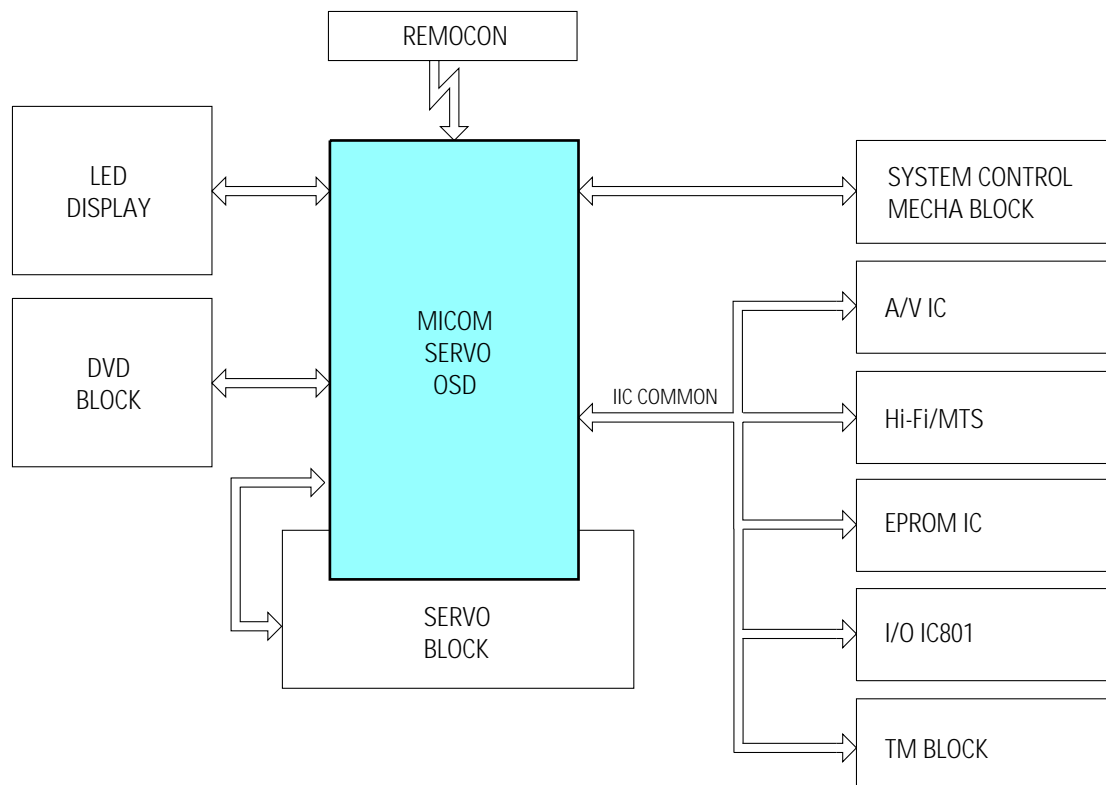 REMOCON
LED
DISPLAY
SYSTEM CONTROL
MECHA BLOCK
MICOM
SERVO
OSD
A/V IC
DVD
BLOCK
IIC COMMON
Hi-Fi/MTS
EPROM IC
SERVO
BLOCK
I/O IC801
TM BLOCK